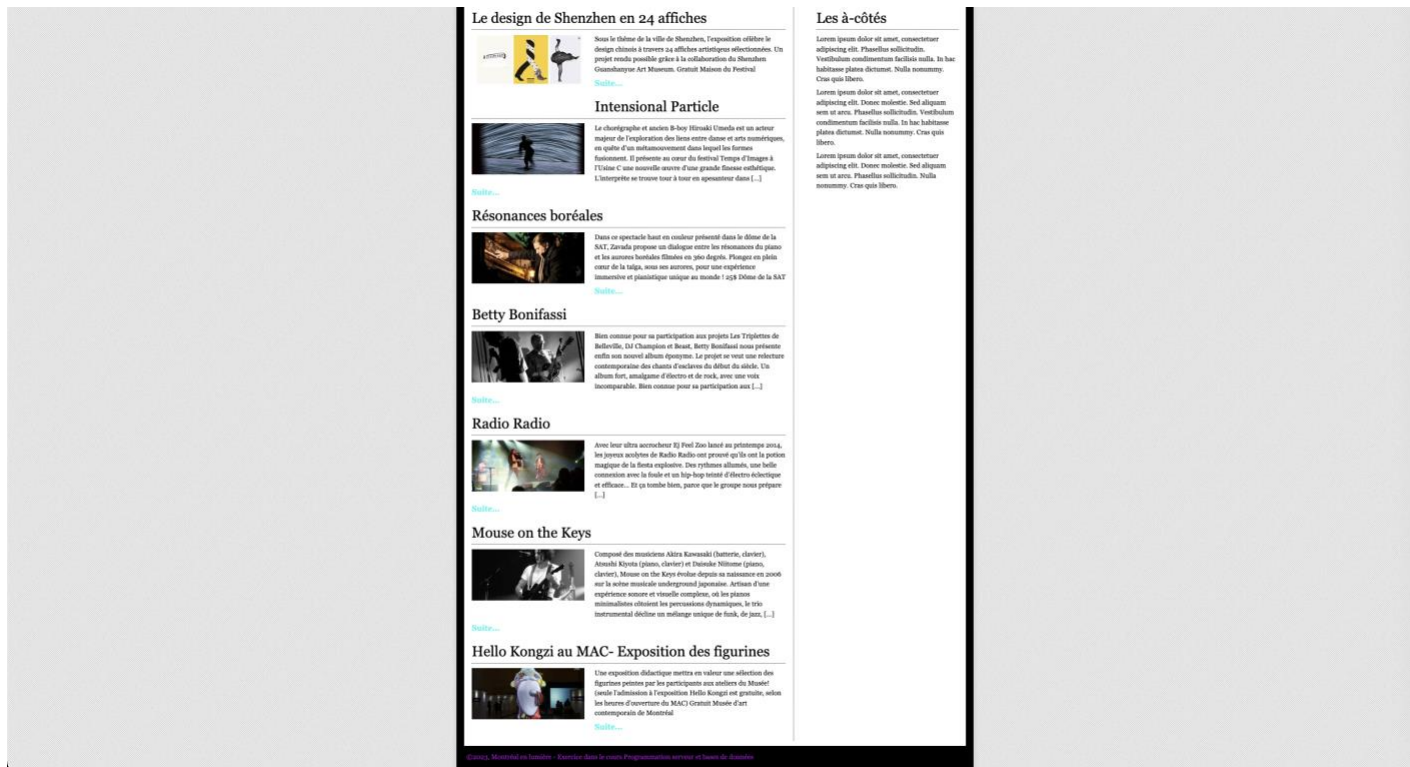 Le design de Shenzhen en 24 affiches
Sous le thème de la ville de Shenzhen, l'exposition célèbre le
design chinois à travers 24 affiches artistiques sélectionnées. Un
projet rendu possible grâce à la collaboration du Shenzhen
Guanshanyue Art Museum. Gratuit Maison du Festival
Suite...
Intensional Particle
Le chorégraphe et ancien B-boy Hiroaki Umeda est un acteur
majeur de l'exploration des liens entre danse et arts numériques,
en quête d'un métamouvement dans lequel les formes
fusionnent. Il présente au cœur du festival Temps d'Images à
l'Usine C une nouvelle œuvre d'une grande finesse esthétique.
L'interprète se trouve tour à tour en apesanteur dans [...]
Suite...
Résonances boréales
Dans ce spectacle haut en couleur présenté dans le dôme de la
SAT, Zavada propose un dialogue entre les résonances du piano
et les aurores boréales filmées en 360 degrés. Plongez en plein
cœur de la taïga, sous ses aurores, pour une expérience
immersive et pianistique unique au monde ! 25$ Dôme de la SAT
Suite...
Betty Bonifassi
Bien connue pour sa participation aux projets Les Triplettes de
Belleville, DJ Champion et Beast, Betty Bonifassi nous présente
enfin son nouvel album éponyme. Le projet se veut une relecture
contemporaine des chants d'esclaves du début du siècle. Un
album fort, amalgame d'électro et de rock, avec une voix
incomparable. Bien connue pour sa participation aux [...]
Suite...
Radio Radio
Avec leur ultra accrocheur Ej Feel Zoo lancé au printemps 2014,
les joyeux acolytes de Radio Radio ont prouvé qu'ils ont la potion
magique de la fiesta explosive. Des rythmes allumés, une belle
connexion avec la foule et un hip-hop teinté d'électro éclectique
et efficace... Et ça tombe bien, parce que le groupe nous prépare
[...]
Suite...
Mouse on the Keys
Composé des musiciens Akira Kawasaki (batterie, clavier),
Atsushi Kiyota (piano, clavier) et Daisuke Niitome (piano,
clavier), Mouse on the Keys évolue depuis sa naissance en 2006
sur la scène musicale underground japonaise. Artisan d'une
expérience sonore et visuelle complexe, où les pianos
minimalistes côtoient les percussions dynamiques, le trio
instrumental décline un mélange unique de funk, de jazz, [...]
Suite...
Hello Kongzi au MAC- Exposition des figurines
Une exposition didactique mettra en valeur une sélection des
figurines peintes par les participants aux ateliers du Musée!
(seule l'admission à l'exposition Hello Kongzi est gratuite, selon
les heures d'ouverture du MAC) Gratuit Musée d'art
contemporain de Montréal
Suite...
Les à-côtés
Lorem ipsum dolor sit amet, consectetuer
adipiscing elit. Phasellus sollicitudin.
Vestibulum condimentum facilisis nulla. In hac
habitasse platea dictumst. Nulla nonummy.
Cras quis libero.
Lorem ipsum dolor sit amet, consectetuer
adipiscing elit. Donec molestie. Sed aliquam
sem ut arcu. Phasellus sollicitudin. Vestibulum
condimentum facilisis nulla. In hac habitasse
platea dictumst. Nulla nonummy. Cras quis
libero.
Lorem ipsum dolor sit amet, consectetuer
adipiscing elit. Donec molestie. Sed aliquam
sem ut arcu. Phasellus sollicitudin. Nulla
nonummy. Cras quis libero.
Montréal en lumière - Exercice dans le cours Programmation serveur et bases de données